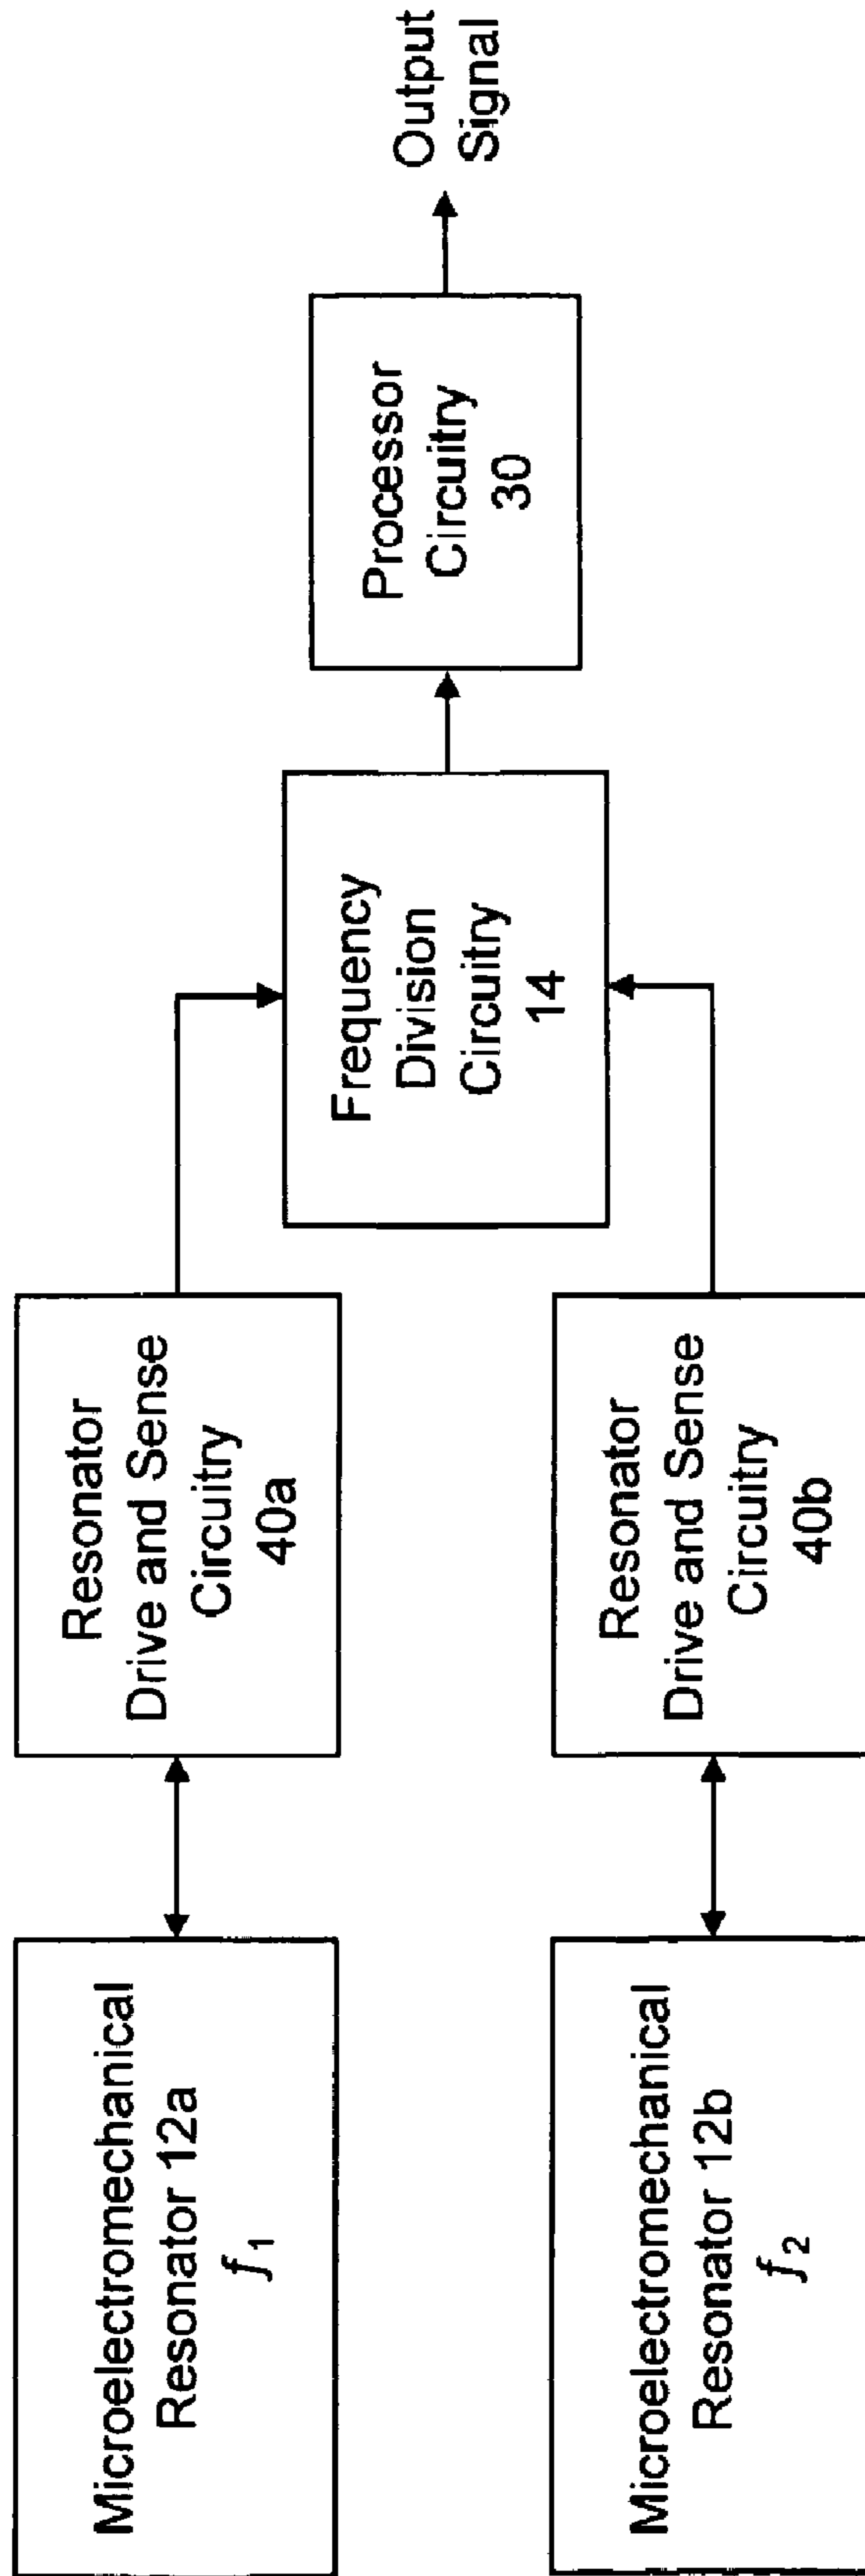 Microelectromechanical
Resonator 12a
f1
Resonator
Drive and Sense
Circuitry
40a
Microelectromechanical
Resonator 12b
f2
Resonator
Drive and Sense
Circuitry
40b
Frequency
Division
Circuitry
14
Processor
Circuitry
30
Output
Signal